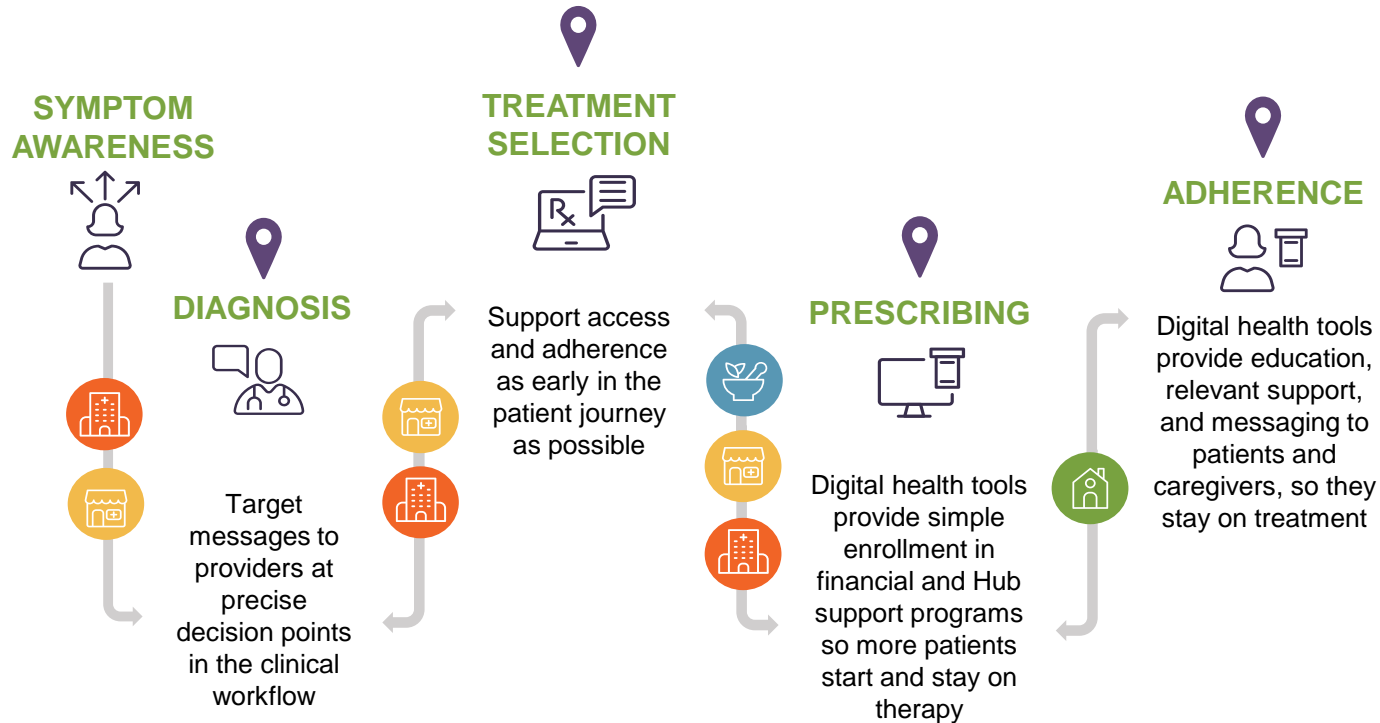 SYMPTOM
AWARENESS
DIAGNOSIS
Target
messages to
providers at
precise
decision points
in the clinical
workflow
TREATMENT
SELECTION
Rx
Support access
and adherence
as early in the
patient journey
as possible
PRESCRIBING
Digital health tools
provide simple
enrollment in
financial and Hub
support programs
so more patients
start and stay on
therapy
ADHERENCE
Digital health tools
provide education,
relevant support,
and messaging to
patients and
caregivers, so they
stay on treatment